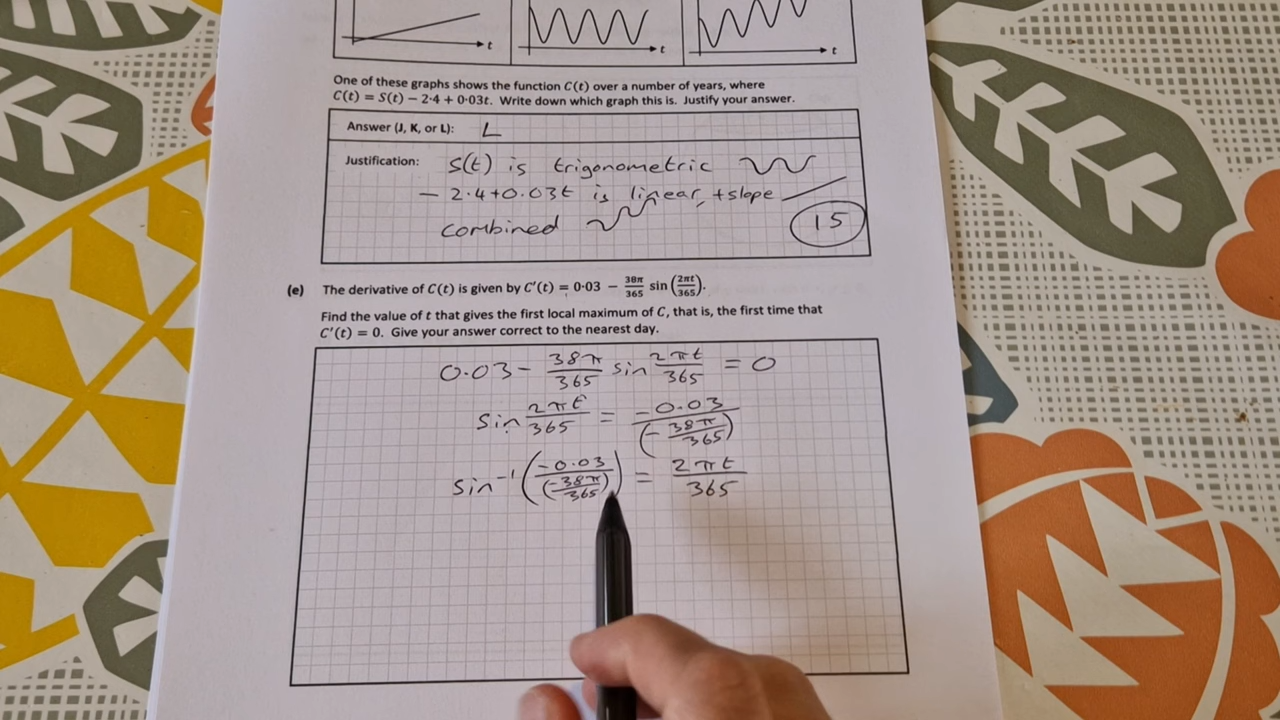 t
t
t
One of these graphs shows the function C(t) over a number of years, where
C(t) = S(t) − 2·4 + 0·03t. Write down which graph this is. Justify your answer.
Answer (J, K, or L): L
Justification: S(t) is trigonometric
− 2.4+0.03t is linear, +slope
combined
15
(e) The derivative of C(t) is given by C′(t) = 0·03 − 38π/365 sin(2πt/365).
Find the value of t that gives the first local maximum of C, that is, the first time that
C′(t) = 0. Give your answer correct to the nearest day.
0.03 − 38π/365 sin 2πt/365 = 0
sin 2πt/365 = −0.03/(−38π/365)
sin⁻¹(−0.03/(−38π/365)) = 2πt/365